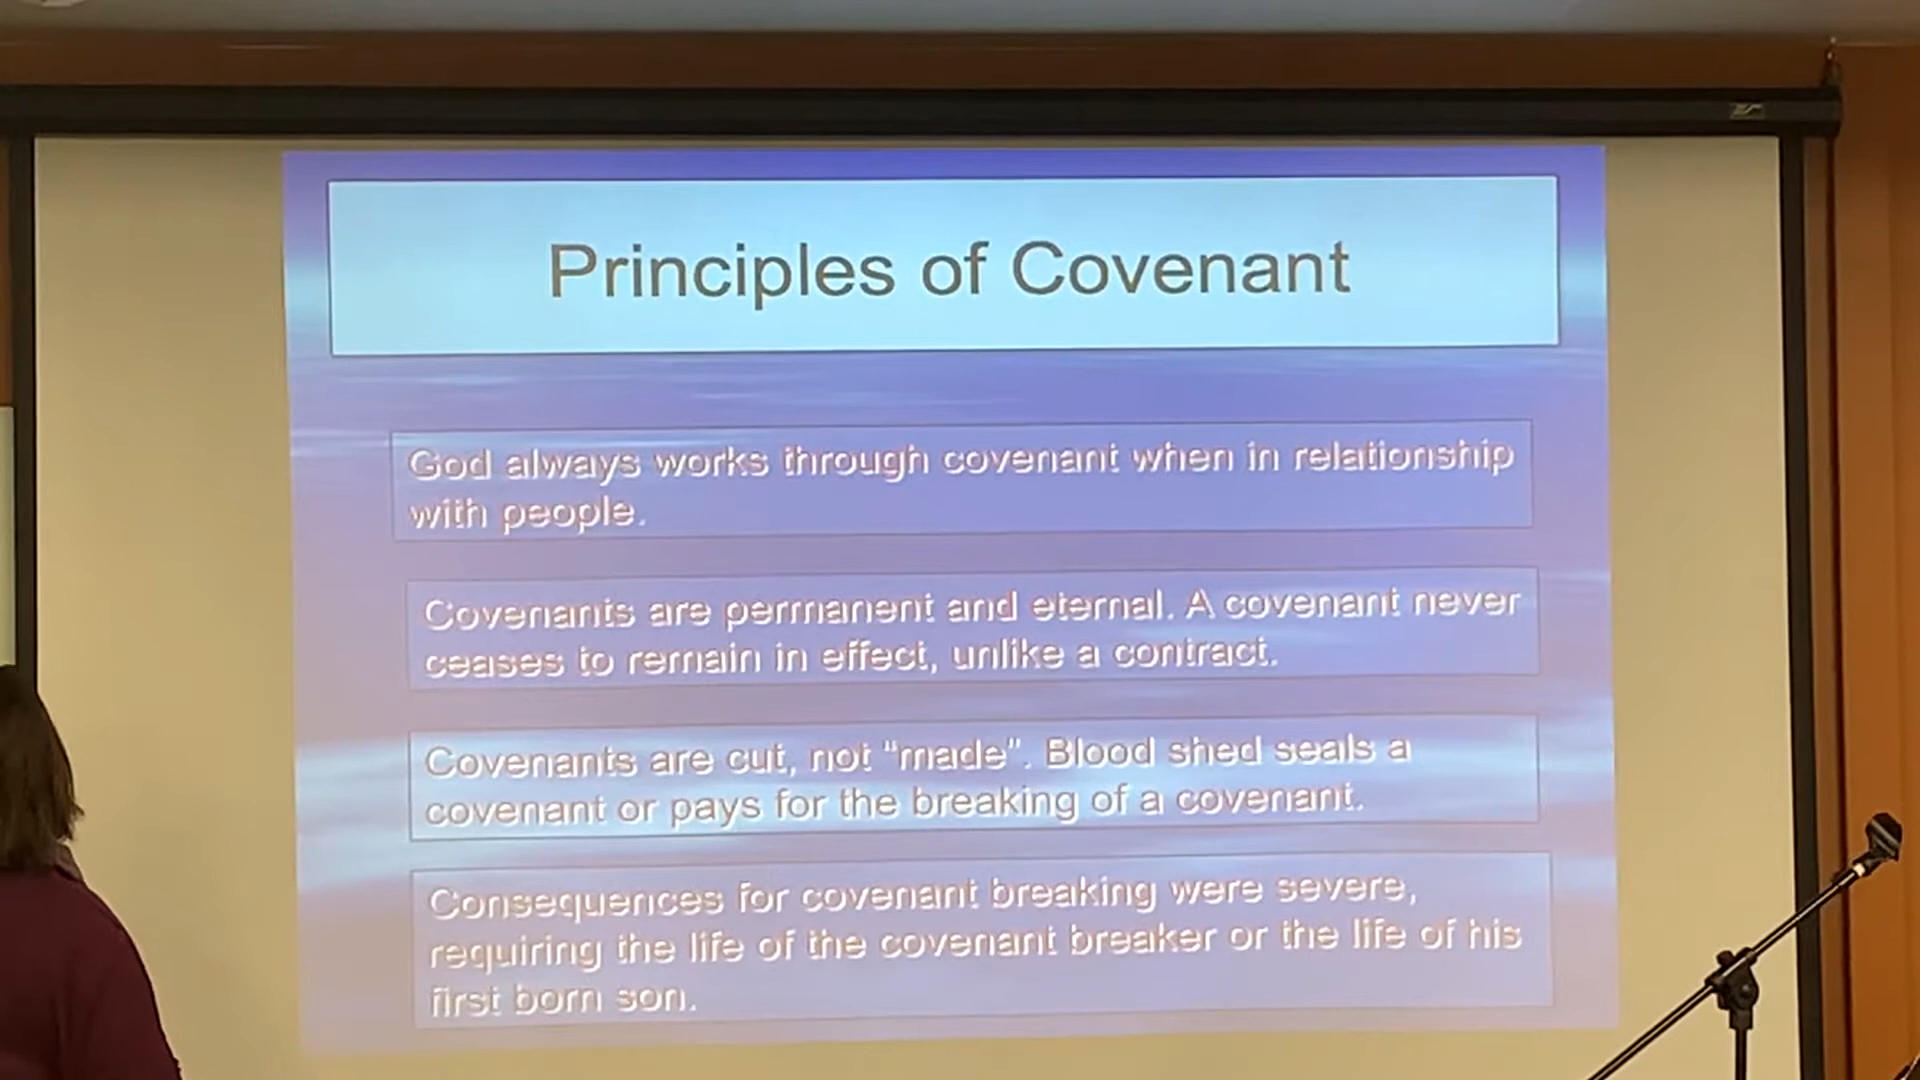 Principles of Covenant
God always works through covenant when in relationship
with people.
Covenants are permanent and eternal. A covenant never
ceases to remain in effect, unlike a contract.
Covenants are cut, not "made". Blood shed seals a
covenant or pays for the breaking of a covenant.
Consequences for covenant breaking were severe,
requiring the life of the covenant breaker or the life of his
first born son.